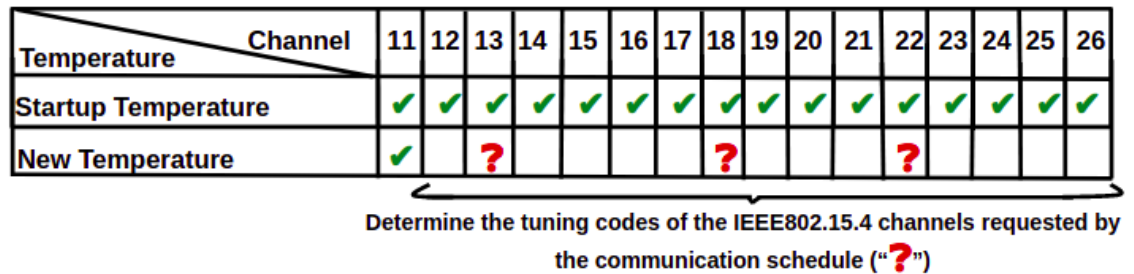 Channel 11 12 13 14 15 16 17 18 19 20 21 22 23 24 25 26
Temperature
Startup Temperature ✔ ✔ ✔ ✔ ✔ ✔ ✔ ✔ ✔ ✔ ✔ ✔ ✔ ✔ ✔ ✔
New Temperature ✔ ? ? ?
Determine the tuning codes of the IEEE802.15.4 channels requested by
the communication schedule (“?”)